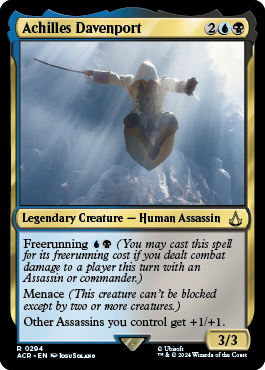 Achilles Davenport 2
Legendary Creature — Human Assassin
Freerunning (You may cast this spell
for its freerunning cost if you dealt combat
damage to a player this turn with an
Assassin or commander.)
Menace (This creature can't be blocked
except by two or more creatures.)
Other Assassins you control get +1/+1.
3/3
R 0294
ACR • EN Josu Solano
© Ubisoft
™ & © 2024 Wizards of the Coast